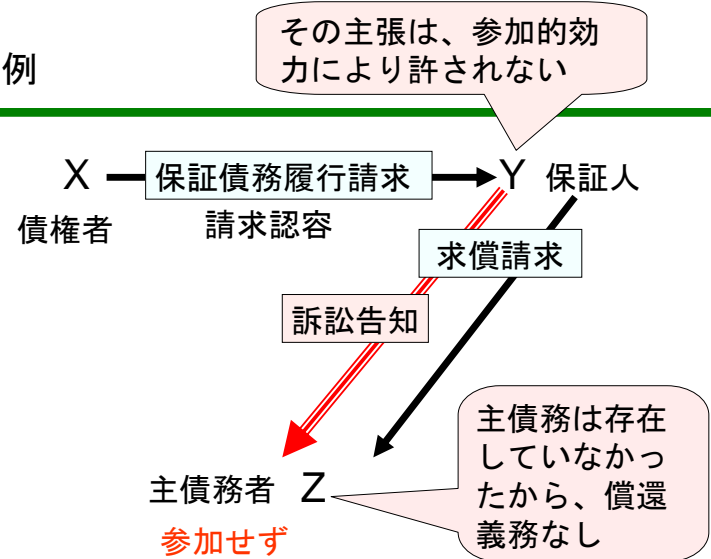 その主張は、参加的効
力により許されない
例
X
保証債務履行請求
Y 保証人
債権者
請求認容
求償請求
訴訟告知
主債務は存在
していなかっ
たから、償還
義務なし
主債務者 Z
参加せず